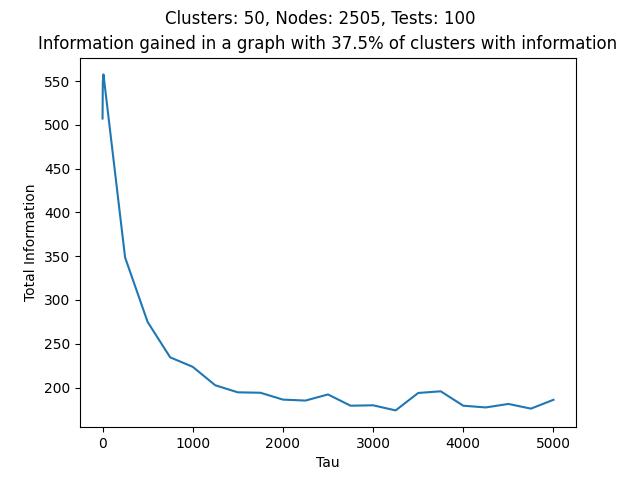 Clusters: 50, Nodes: 2505, Tests: 100
Information gained in a graph with 37.5% of clusters with information
550
500
450
400
350
300
250
200
Total Information
0 1000 2000 3000 4000 5000
Tau